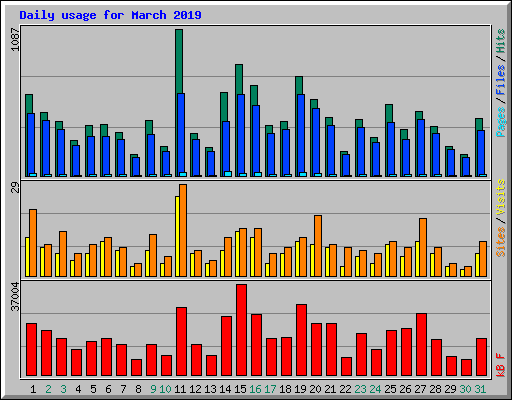 Daily usage for March 2019
1087
Pages / Files / Hits
29
Sites / Visits
37004
kB F
1 2 3 4 5 6 7 8 9 10 11 12 13 14 15 16 17 18 19 20 21 22 23 24 25 26 27 28 29 30 31